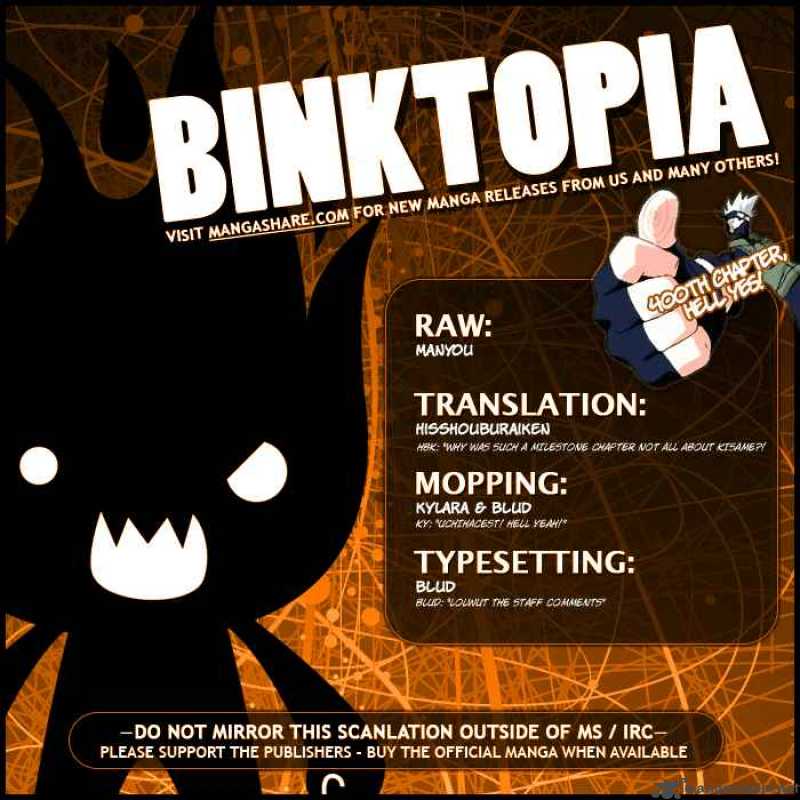 BINKTOPIA
VISIT MANGASHARE.COM FOR NEW MANGA RELEASES FROM US AND MANY OTHERS!
400TH CHAPTER,
HELL YES!
RAW:
MANYOU
TRANSLATION:
HISSHOUBURAIKEN
HBK: "WHY WAS SUCH A MILESTONE CHAPTER NOT ALL ABOUT KISAME?!
MOPPING:
KYLARA & BLUD
KY: "UCHIHACEST! HELL YEAH!"
TYPESETTING:
BLUD
BLUD: "LOLWUT THE STAFF COMMENTS"
—DO NOT MIRROR THIS SCANLATION OUTSIDE OF MS / IRC—
PLEASE SUPPORT THE PUBLISHERS - BUY THE OFFICIAL MANGA WHEN AVAILABLE